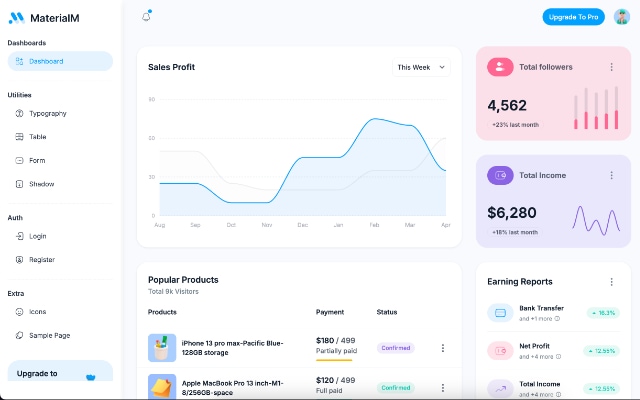 MaterialM
Upgrade To Pro
Dashboards
Dashboard
Utilities
Typography
Table
Form
Shadow
Auth
Login
Register
Extra
Icons
Sample Page
Upgrade to
Sales Profit
This Week
90
60
30
0
Aug Sep Oct Nov Dec Jan Feb Mar Apr
Total followers
4,562
+23% last month
Total Income
$6,280
+18% last month
Popular Products
Total 9k Visitors
Products Payment Status
iPhone 13 pro max-Pacific Blue-
128GB storage
$180 / 499
Partially paid
Confirmed
Apple MacBook Pro 13 inch-M1-
8/256GB-space
$120 / 499
Full paid
Confirmed
Earning Reports
Bank Transfer
and +1 more
16.3%
Net Profit
and +4 more
12.55%
Total Income
and +4 more
12.55%